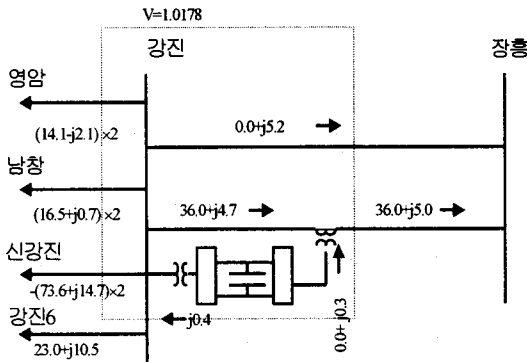 V=1.0178
강진
장흥
영암
(14.1-j2.1)×2
0.0+j5.2
남창
(16.5+j0.7)×2
36.0+j4.7
36.0+j5.0
신강진
-(73.6+j14.7)×2
j0.4
0.0+j0.3
강진6
23.0+j10.5